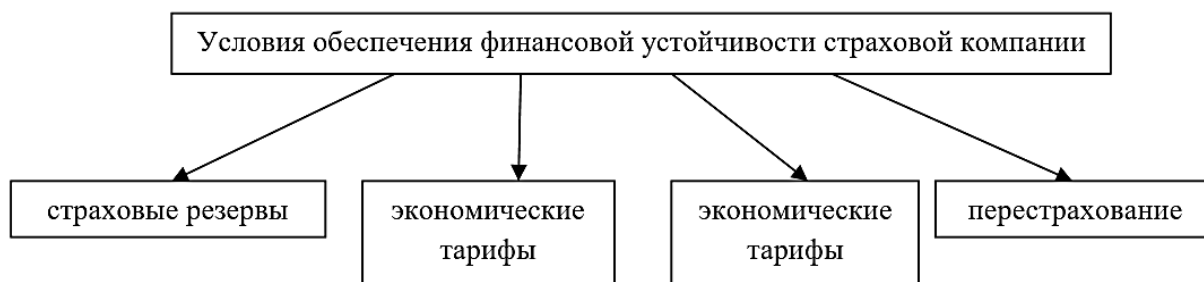 Условия обеспечения финансовой устойчивости страховой компании
страховые резервы
экономические
тарифы
экономические
тарифы
перестрахование